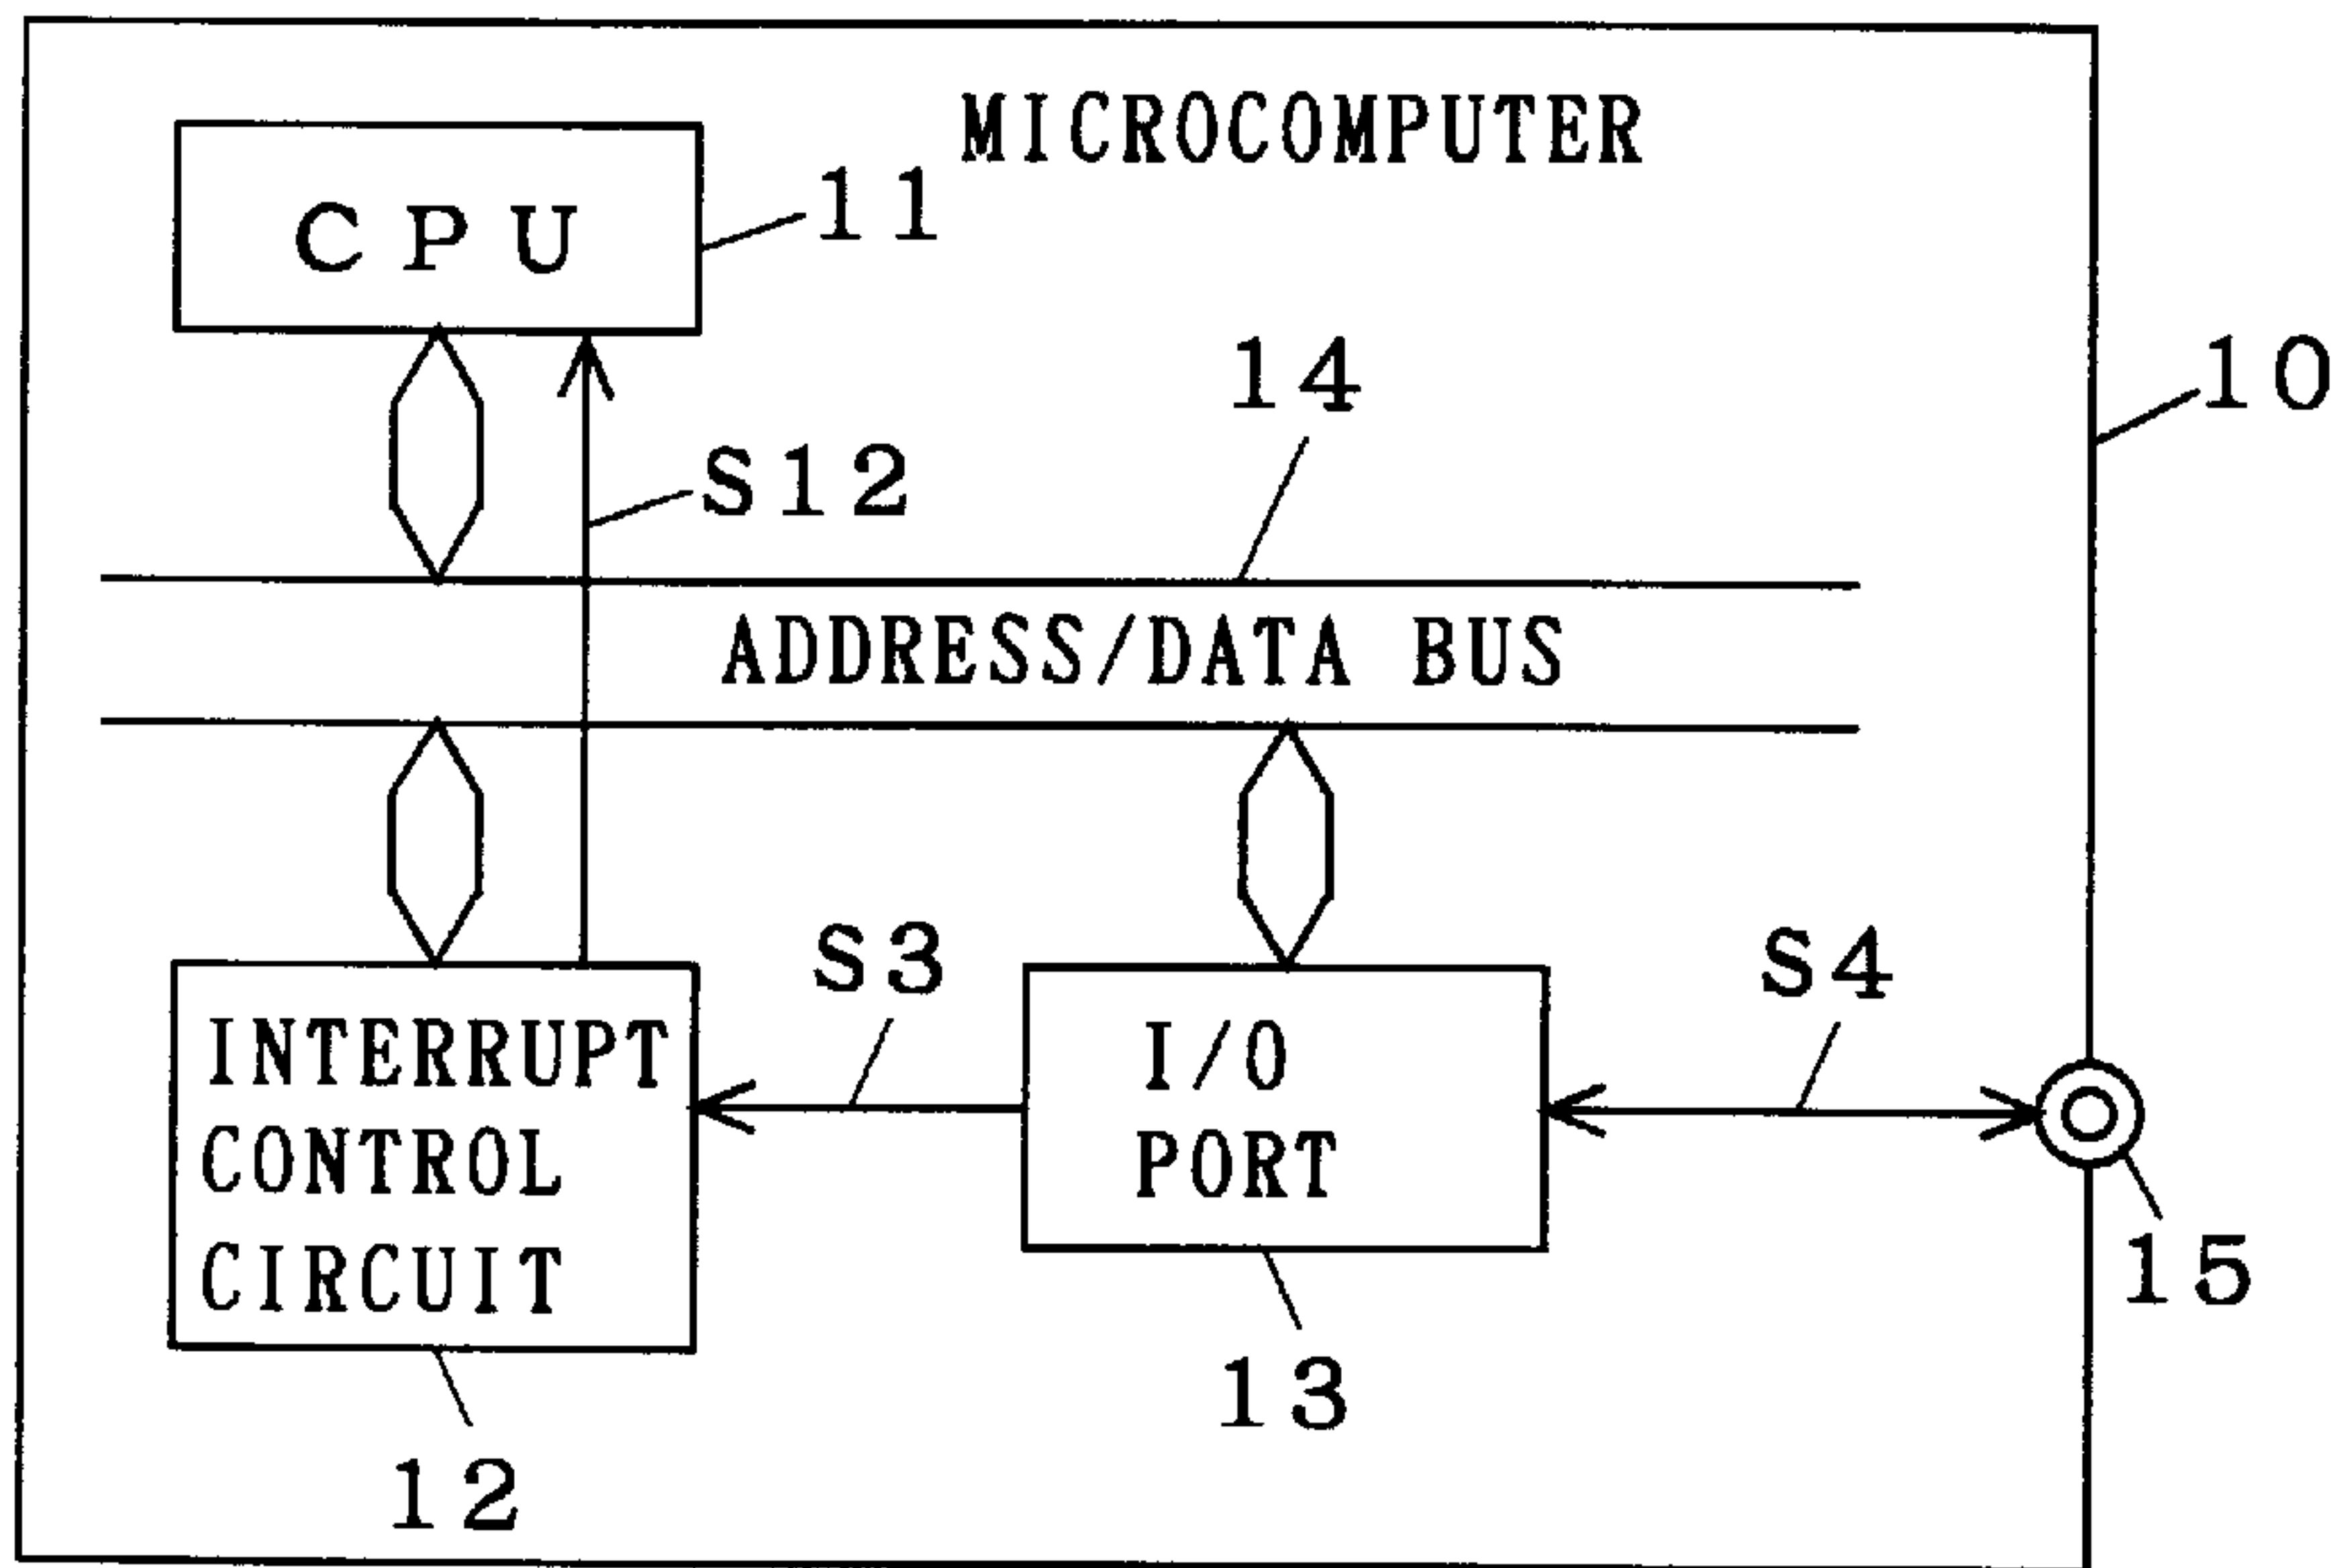 MICROCOMPUTER
CPU
11
14
10
S12
ADDRESS/DATA BUS
S3
S4
INTERRUPT
CONTROL
CIRCUIT
I/O
PORT
15
13
12